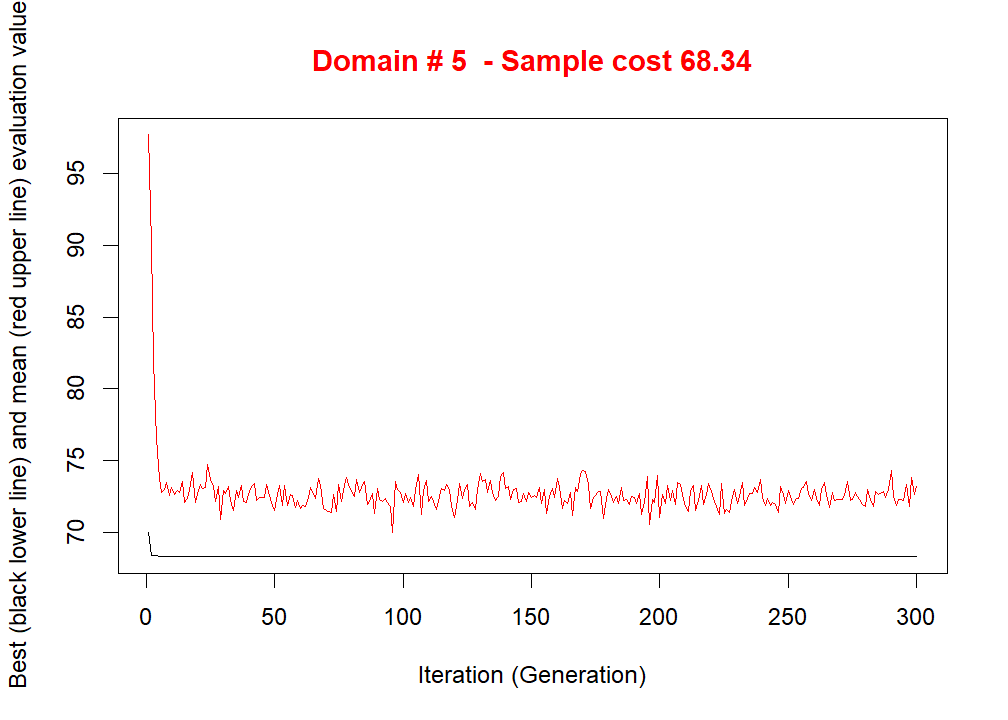 Domain # 5  - Sample cost 68.34
Best (black lower line) and mean (red upper line) evaluation value
95
90
85
80
75
70
0 50 100 150 200 250 300
Iteration (Generation)